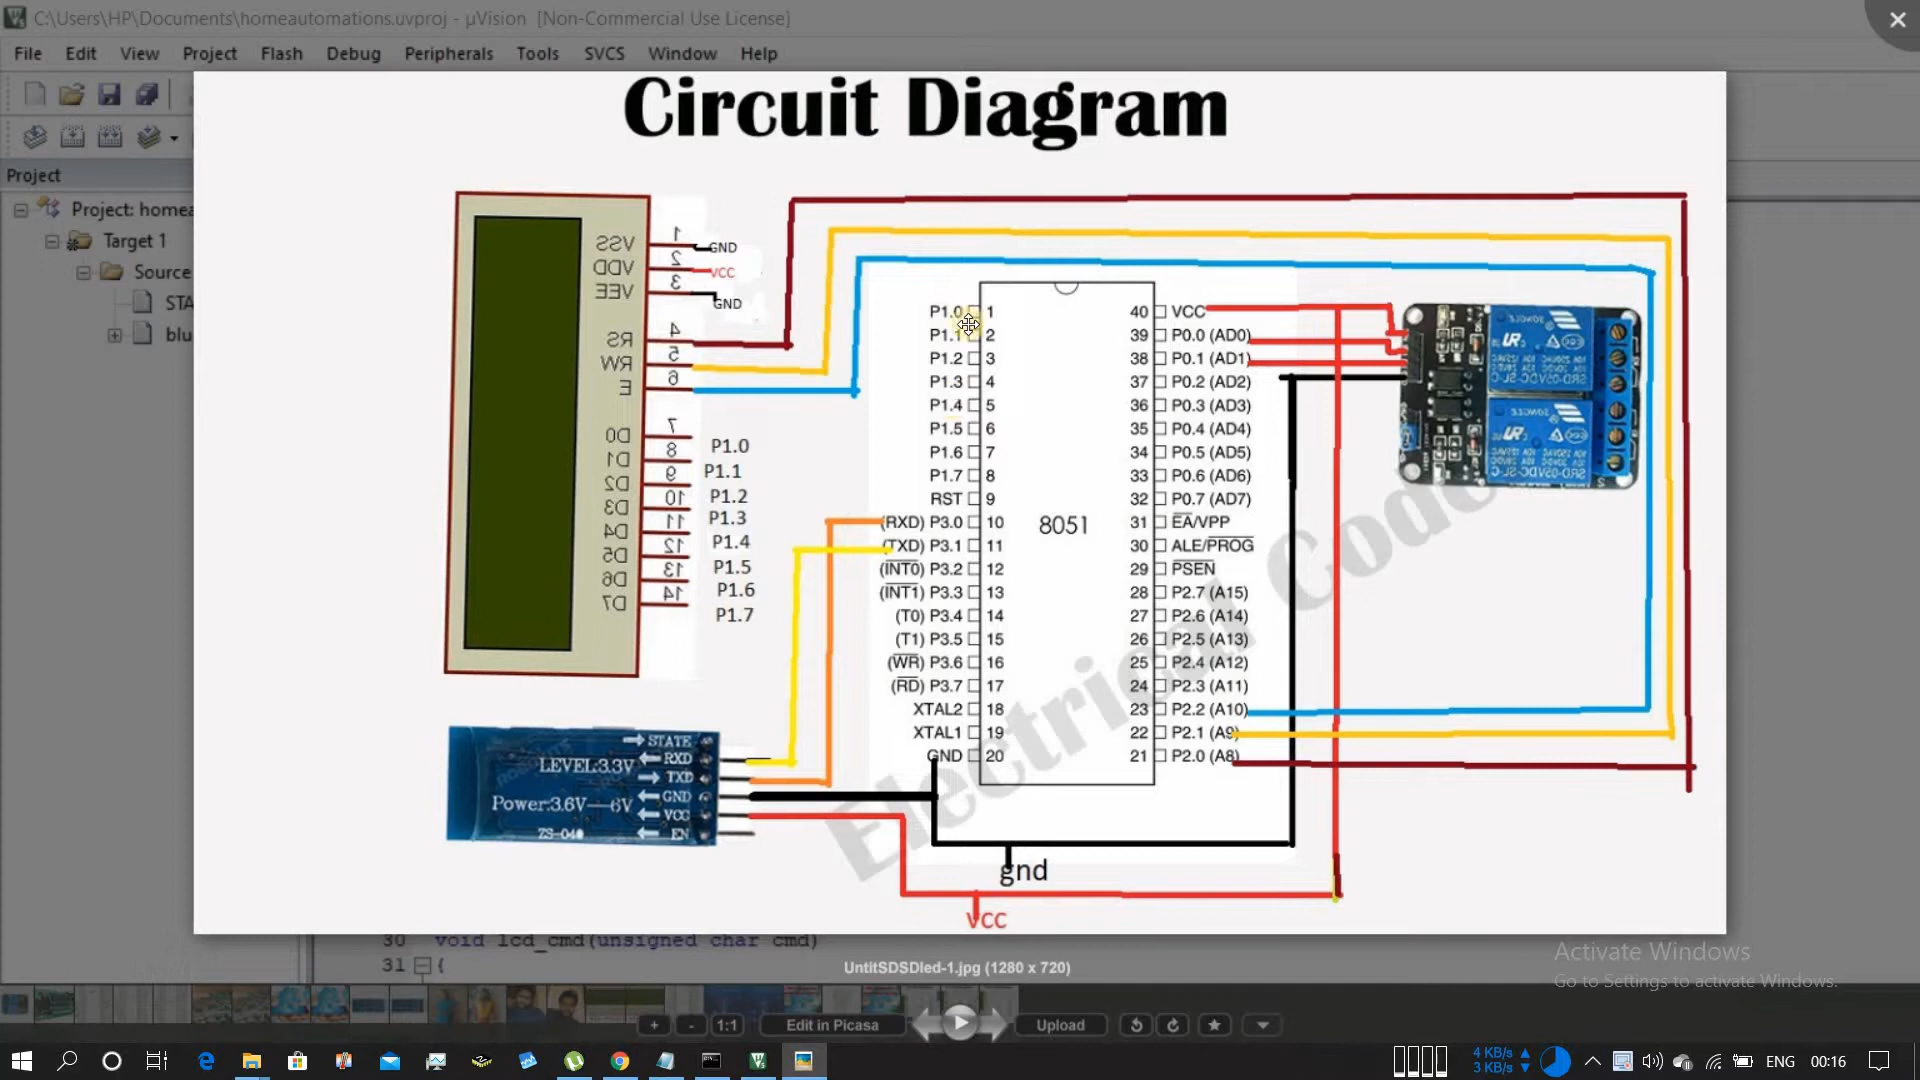 C:\Users\HP\Documents\homeautomations.uvproj - µVision [Non-Commercial Use License]
File Edit View Project Flash Debug Peripherals Tools SVCS Window Help
Project
Project: homea
Target 1
Source
STA
blu
Circuit Diagram
VSS 1 GND
VDD 2 VCC
VEE 3 GND
RS 4
RW 5
E 6
D0 7 P1.0
D1 8 P1.1
D2 9 P1.2
D3 10 P1.3
D4 11 P1.4
D5 12 P1.5
D6 13 P1.6
D7 14 P1.7
P1.0 1 40 VCC
P1.1 2 39 P0.0 (AD0)
P1.2 3 38 P0.1 (AD1)
P1.3 4 37 P0.2 (AD2)
P1.4 5 36 P0.3 (AD3)
P1.5 6 35 P0.4 (AD4)
P1.6 7 34 P0.5 (AD5)
P1.7 8 33 P0.6 (AD6)
RST 9 32 P0.7 (AD7)
(RXD) P3.0 10 8051 31 EA/VPP
(TXD) P3.1 11 30 ALE/PROG
(INT0) P3.2 12 29 PSEN
(INT1) P3.3 13 28 P2.7 (A15)
(T0) P3.4 14 27 P2.6 (A14)
(T1) P3.5 15 26 P2.5 (A13)
(WR) P3.6 16 25 P2.4 (A12)
(RD) P3.7 17 24 P2.3 (A11)
XTAL2 18 23 P2.2 (A10)
XTAL1 19 22 P2.1 (A9)
GND 20 21 P2.0 (A8)
SONGLE
SRD-05VDC-SL-C
SONGLE
SRD-05VDC-SL-C
Electrical Code
STATE
LEVEL:3.3V RXD
TXD
Power:3.6V—6V GND
VCC
ZS-040 EN
gnd
VCC
30 void lcd_cmd(unsigned char cmd)
31 {
UntitSDSDled-1.jpg (1280 x 720)
Activate Windows
Go to Settings to activate Windows.
+ - 1:1 Edit in Picasa Upload
4 KB/s
3 KB/s
ENG 00:16